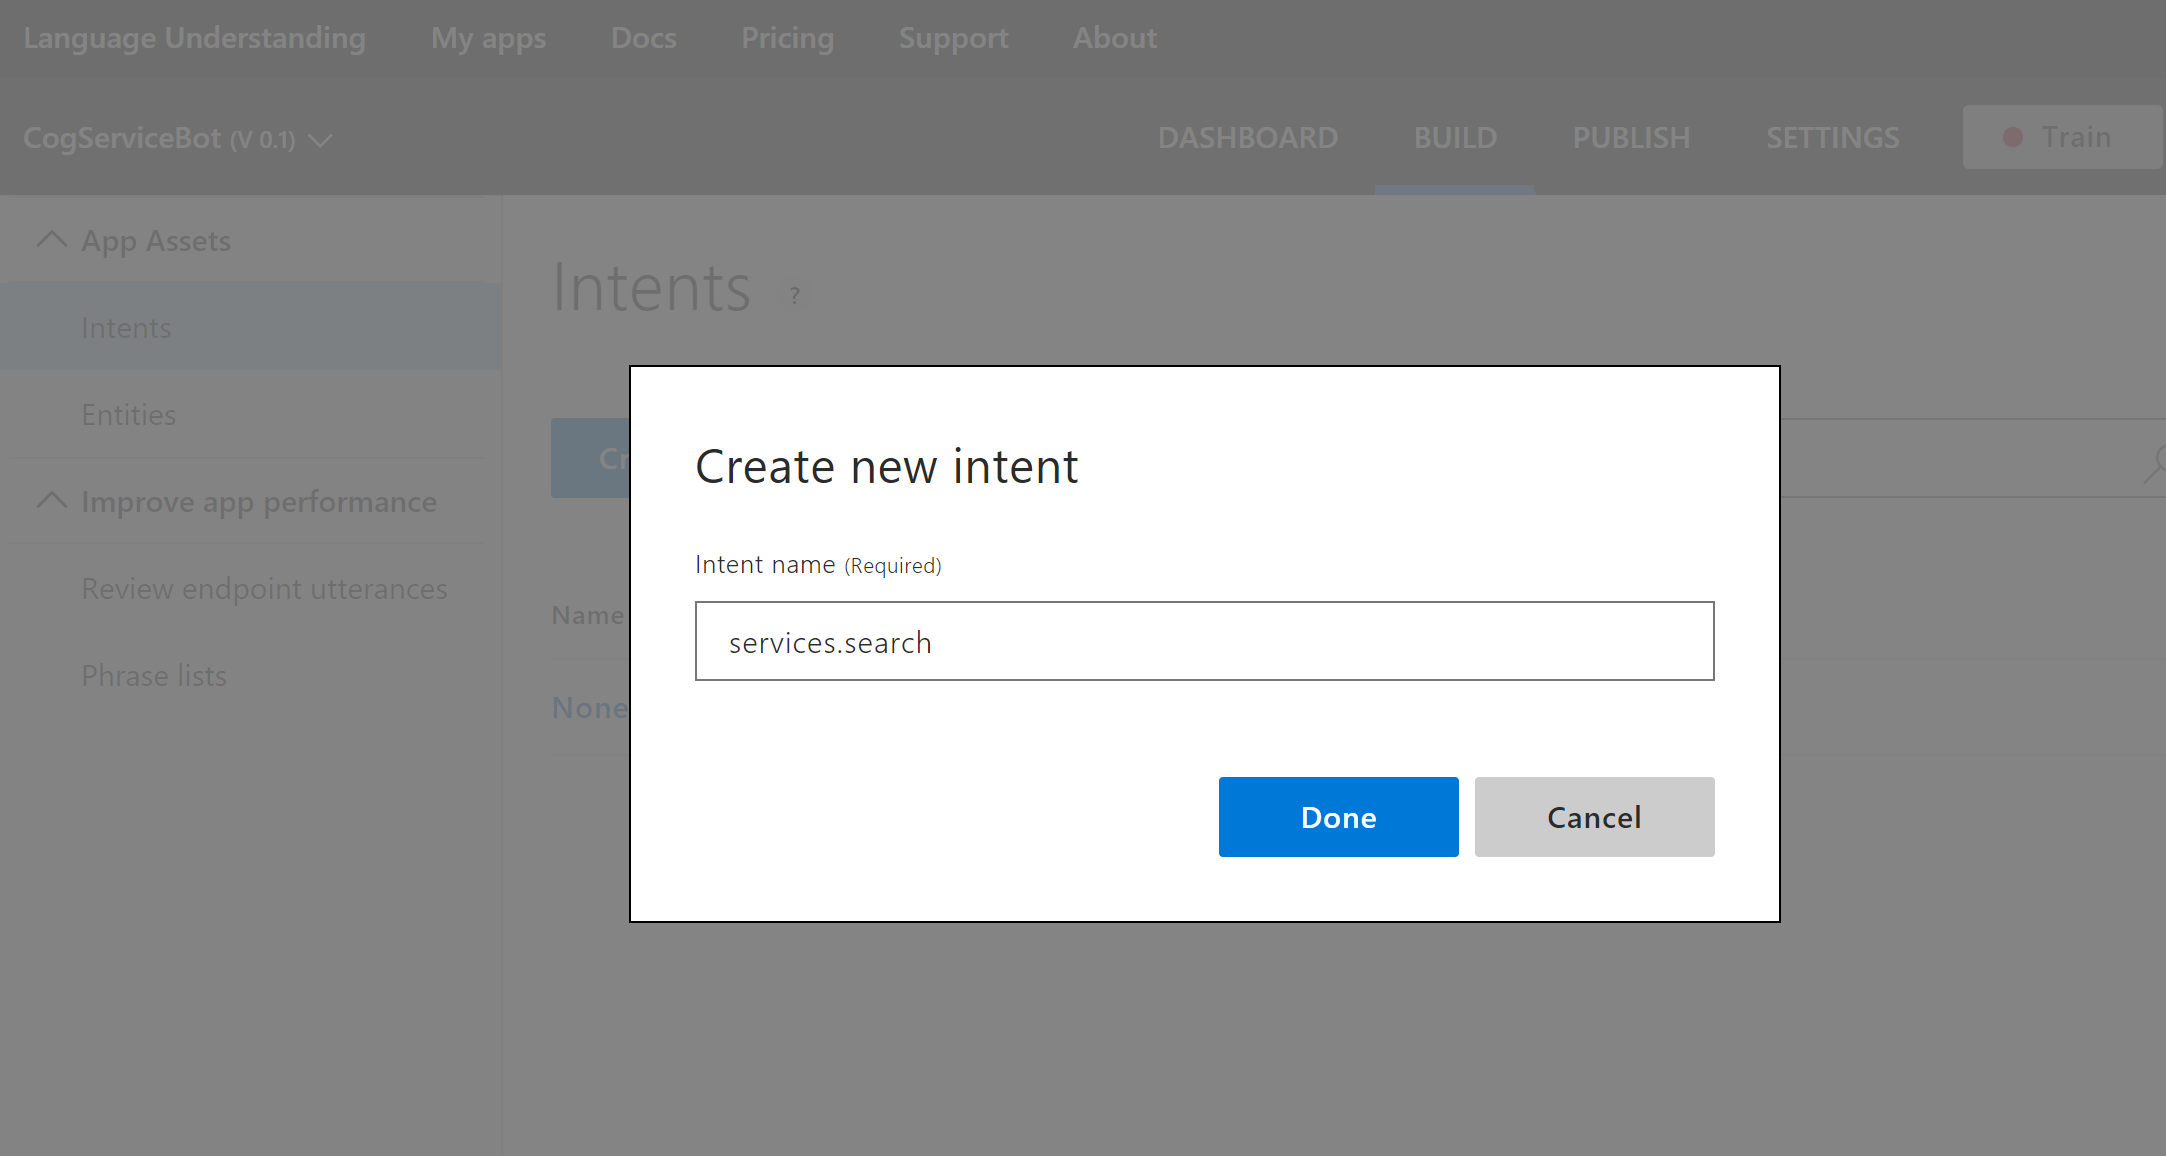 Language Understanding My apps Docs Pricing Support About
CogServiceBot (V 0.1) DASHBOARD BUILD PUBLISH SETTINGS Train
App Assets
Intents
Entities
Improve app performance
Review endpoint utterances
Phrase lists
Intents ?
Cr
Name
None
Create new intent
Intent name (Required)
services.search
Done Cancel